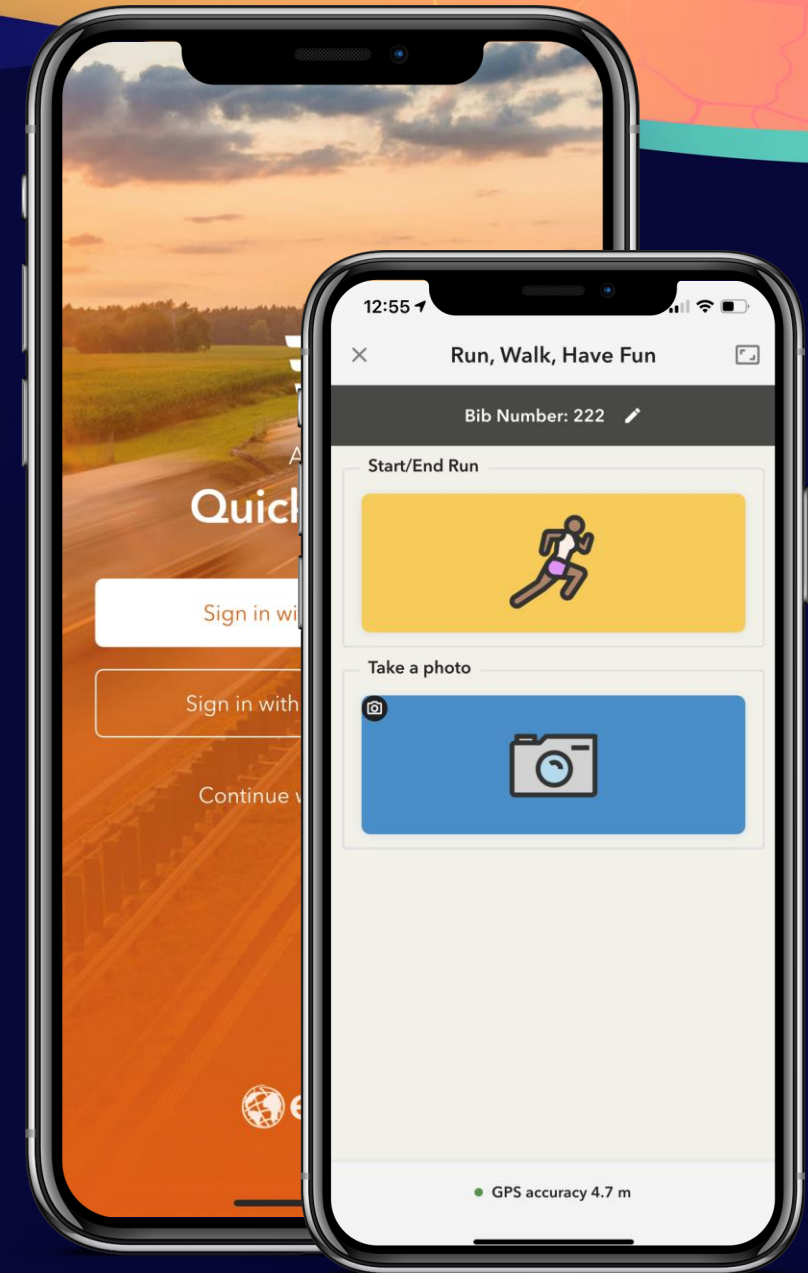 Quic
Sign in wi
Sign in with
Continue
12:55
Run, Walk, Have Fun
Bib Number: 222
Start/End Run
Take a photo
GPS accuracy 4.7 m